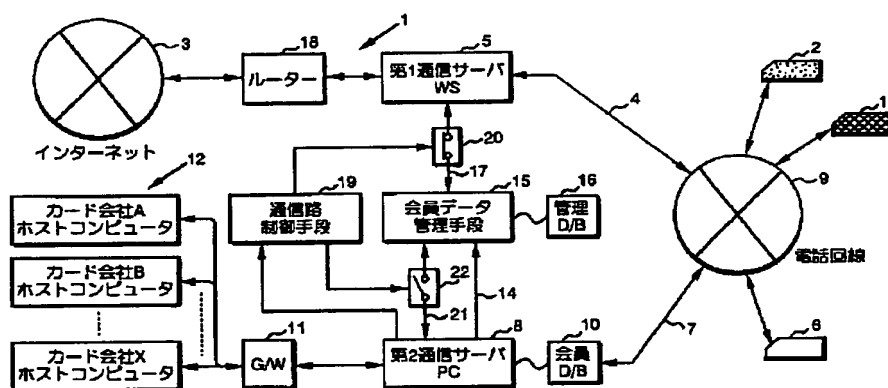 1
3
18
ルーター
5
第1通信サーバ
WS
2
1
4
20
17
9
インターネット
12
19
通信路
制御手段
15
会員データ
管理手段
16
管理
D/B
カード会社A
ホストコンピュータ
カード会社B
ホストコンピュータ
カード会社X
ホストコンピュータ
22
14
21
電話回線
11
G/W
8
第2通信サーバ
PC
10
会員
D/B
7
6